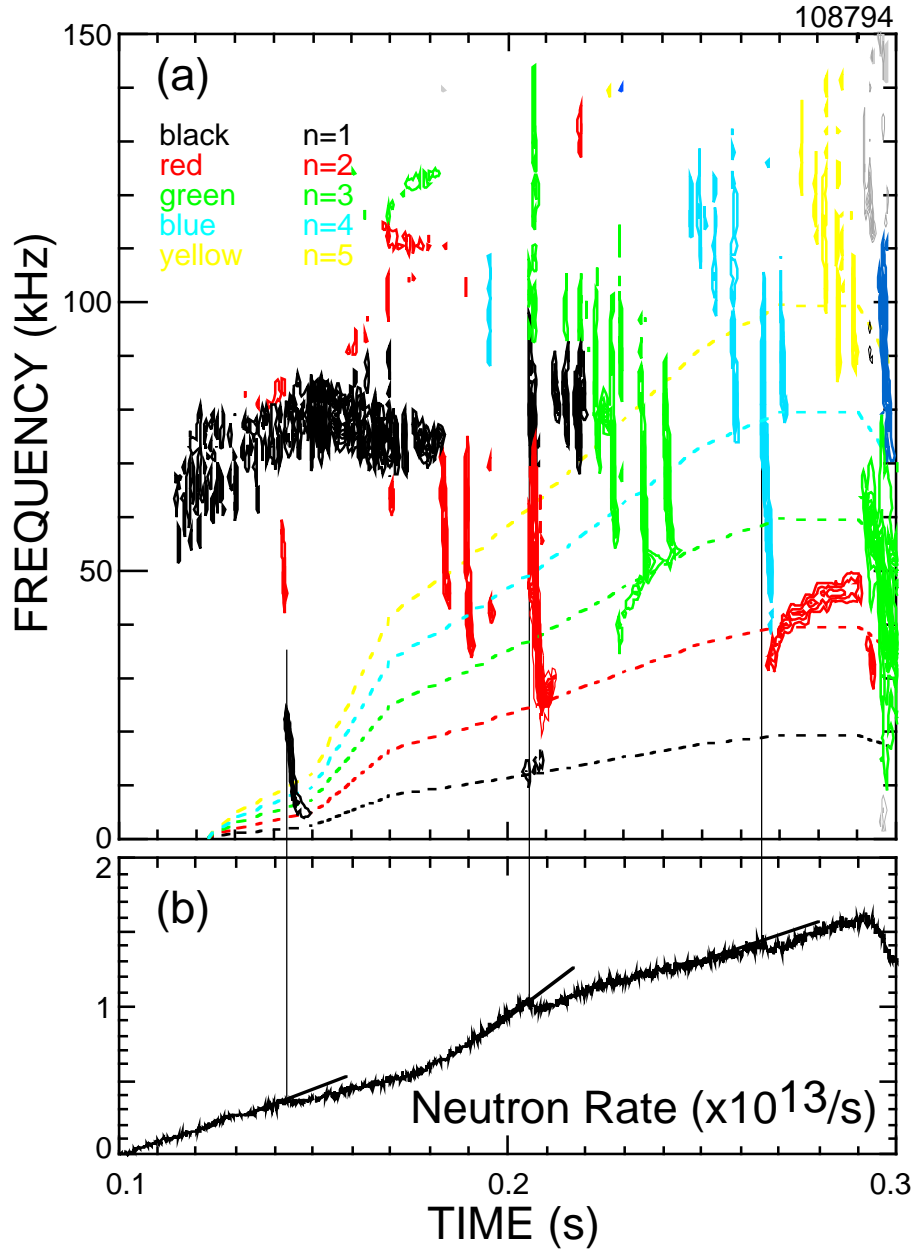 108794
150
(a)
black n=1
red n=2
green n=3
blue n=4
yellow n=5
100
50
0
FREQUENCY (kHz)
2
(b)
1
0
Neutron Rate (x10¹³/s)
0.1 0.2 0.3
TIME (s)